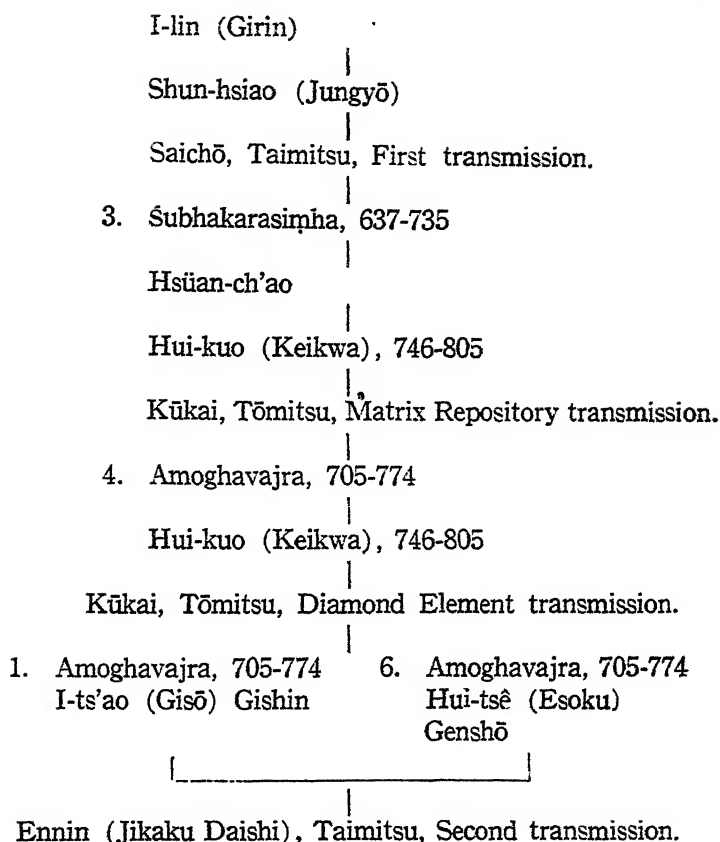 I-lin (Girin)
Shun-hsiao (Jungyō)
Saichō, Taimitsu, First transmission.
3. Śubhakarasiṃha, 637-735
Hsüan-ch'ao
Hui-kuo (Keikwa), 746-805
Kūkai, Tōmitsu, Matrix Repository transmission.
4. Amoghavajra, 705-774
Hui-kuo (Keikwa), 746-805
Kūkai, Tōmitsu, Diamond Element transmission.
1. Amoghavajra, 705-774 6. Amoghavajra, 705-774
I-ts'ao (Gisō) Gishin Hui-tsê (Esoku)
Genshō
Ennin (Jikaku Daishi), Taimitsu, Second transmission.